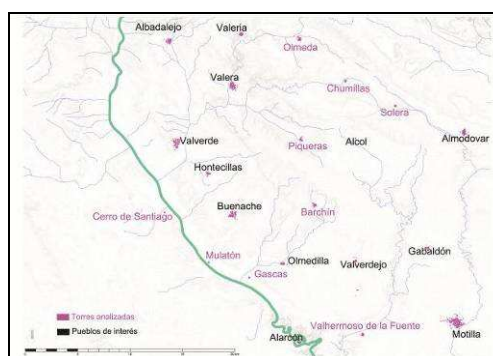 Albadalejo
Valeria
Olmeda
Valera
Chumillas
Solera
Almodovar
Valverde
Piqueras
Alcol
Hontecillas
Cerro de Santiago
Buenache
Barchín
Mulatón
Gascas
Olmedilla
Valverdejo
Gabaldón
Torres analizadas
Pueblos de interés
Alarcón
Valhermoso de la Fuente
Motilla